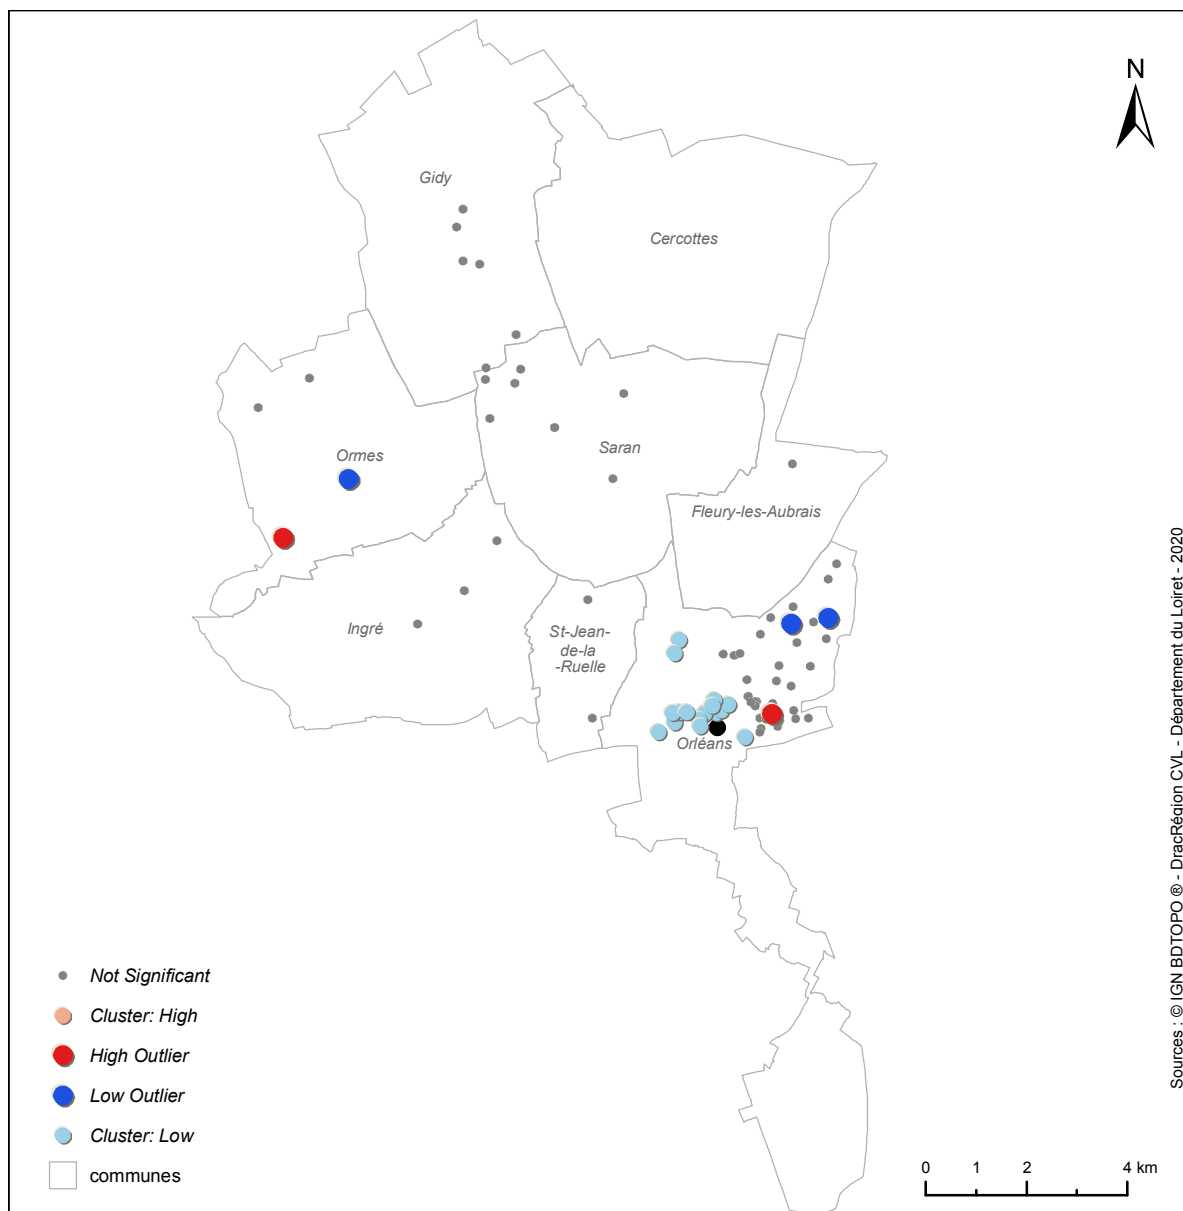 N
Gidy
Cercottes
Ormes
Saran
Fleury-les-Aubrais
Ingré
St-Jean-
de-la
-Ruelle
Orléans
Not Significant
Cluster: High
High Outlier
Low Outlier
Cluster: Low
communes
0 1 2 4 km
Sources : © IGN BDTOPO ® - DracRégion CVL - Département du Loiret - 2020